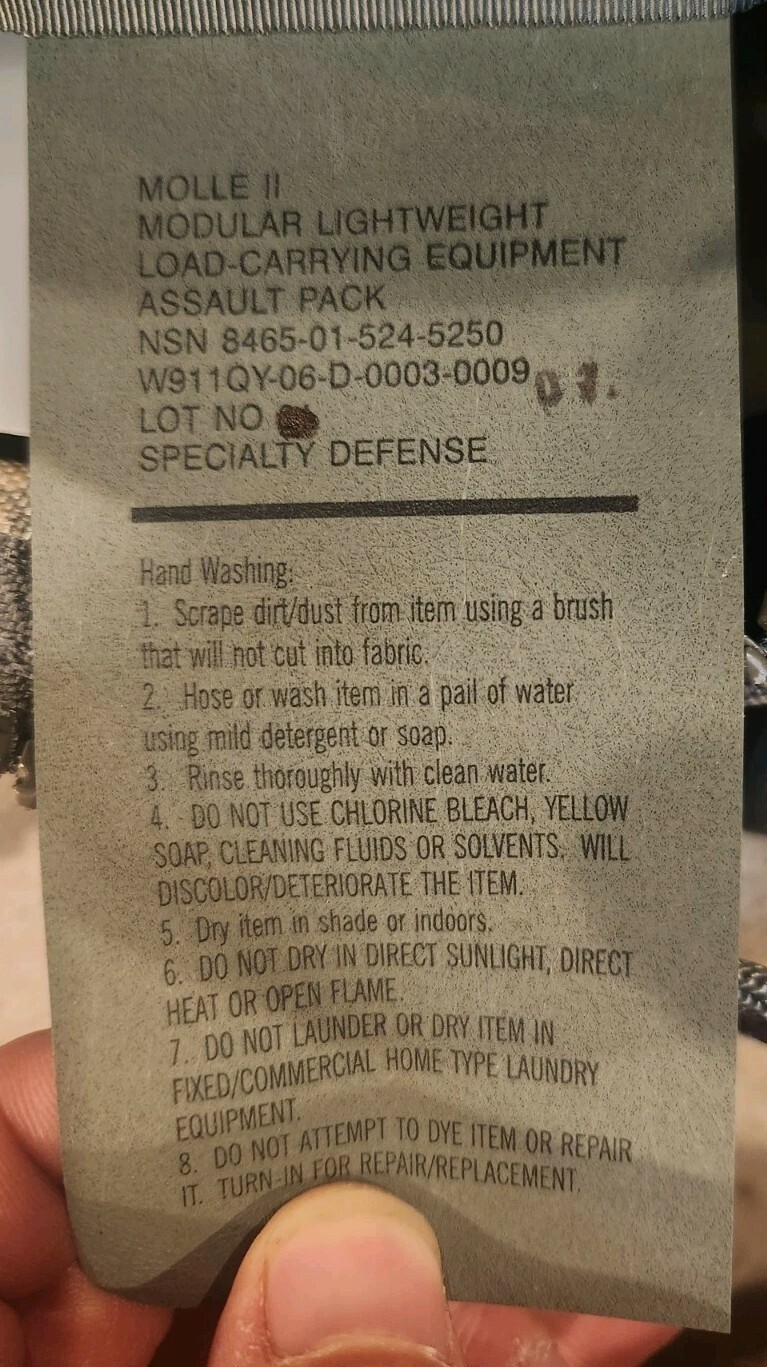 MOLLE II
MODULAR LIGHTWEIGHT
LOAD-CARRYING EQUIPMENT
ASSAULT PACK
NSN 8465-01-524-5250
W911QY-06-D-0003-0009
LOT NO
SPECIALTY DEFENSE
Hand Washing:
1. Scrape dirt/dust from item using a brush
that will not cut into fabric.
2. Hose or wash item in a pail of water
using mild detergent or soap.
3. Rinse thoroughly with clean water.
4. DO NOT USE CHLORINE BLEACH, YELLOW
SOAP, CLEANING FLUIDS OR SOLVENTS. WILL
DISCOLOR/DETERIORATE THE ITEM.
5. Dry item in shade or indoors.
6. DO NOT DRY IN DIRECT SUNLIGHT, DIRECT
HEAT OR OPEN FLAME.
7. DO NOT LAUNDER OR DRY ITEM IN
FIXED/COMMERCIAL HOME TYPE LAUNDRY
EQUIPMENT.
8. DO NOT ATTEMPT TO DYE ITEM OR REPAIR
IT. TURN-IN FOR REPAIR/REPLACEMENT.